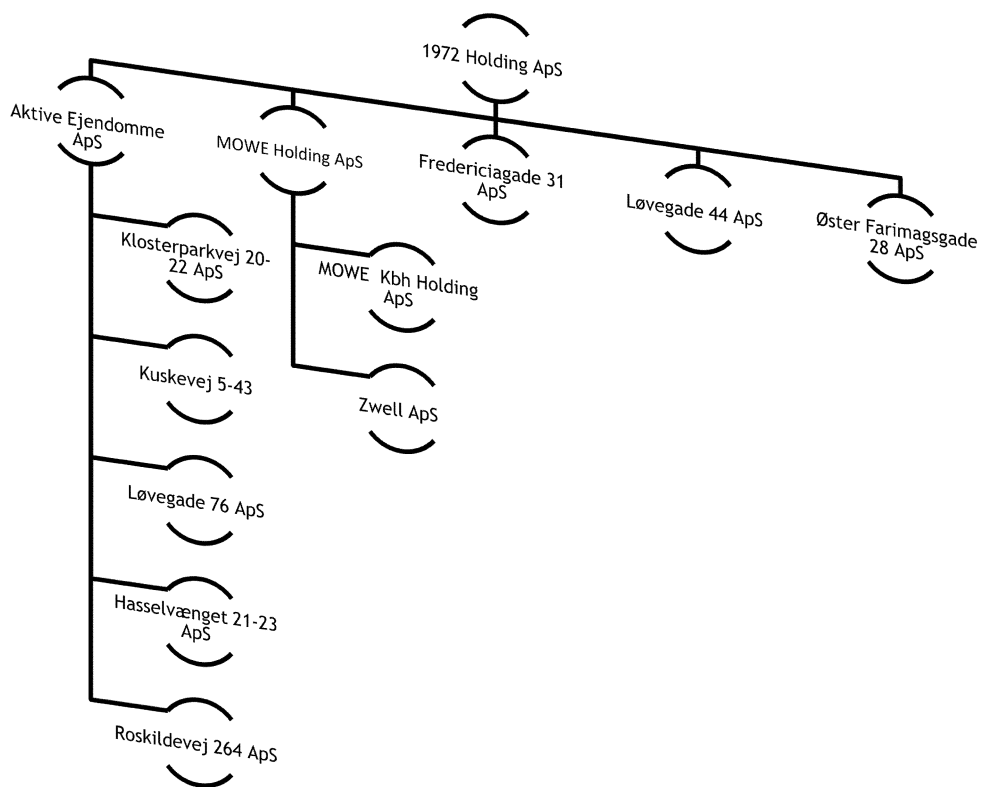 1972 Holding ApS
Aktive Ejendomme
ApS
MOWE Holding ApS
Fredericiagade 31
ApS
Løvegade 44 ApS
Øster Farimagsgade
28 ApS
Klosterparkvej 20-
22 ApS
Kuskevej 5-43
Løvegade 76 ApS
Hasselvænget 21-23
ApS
Roskildevej 264 ApS
MOWE  Kbh Holding
ApS
Zwell ApS